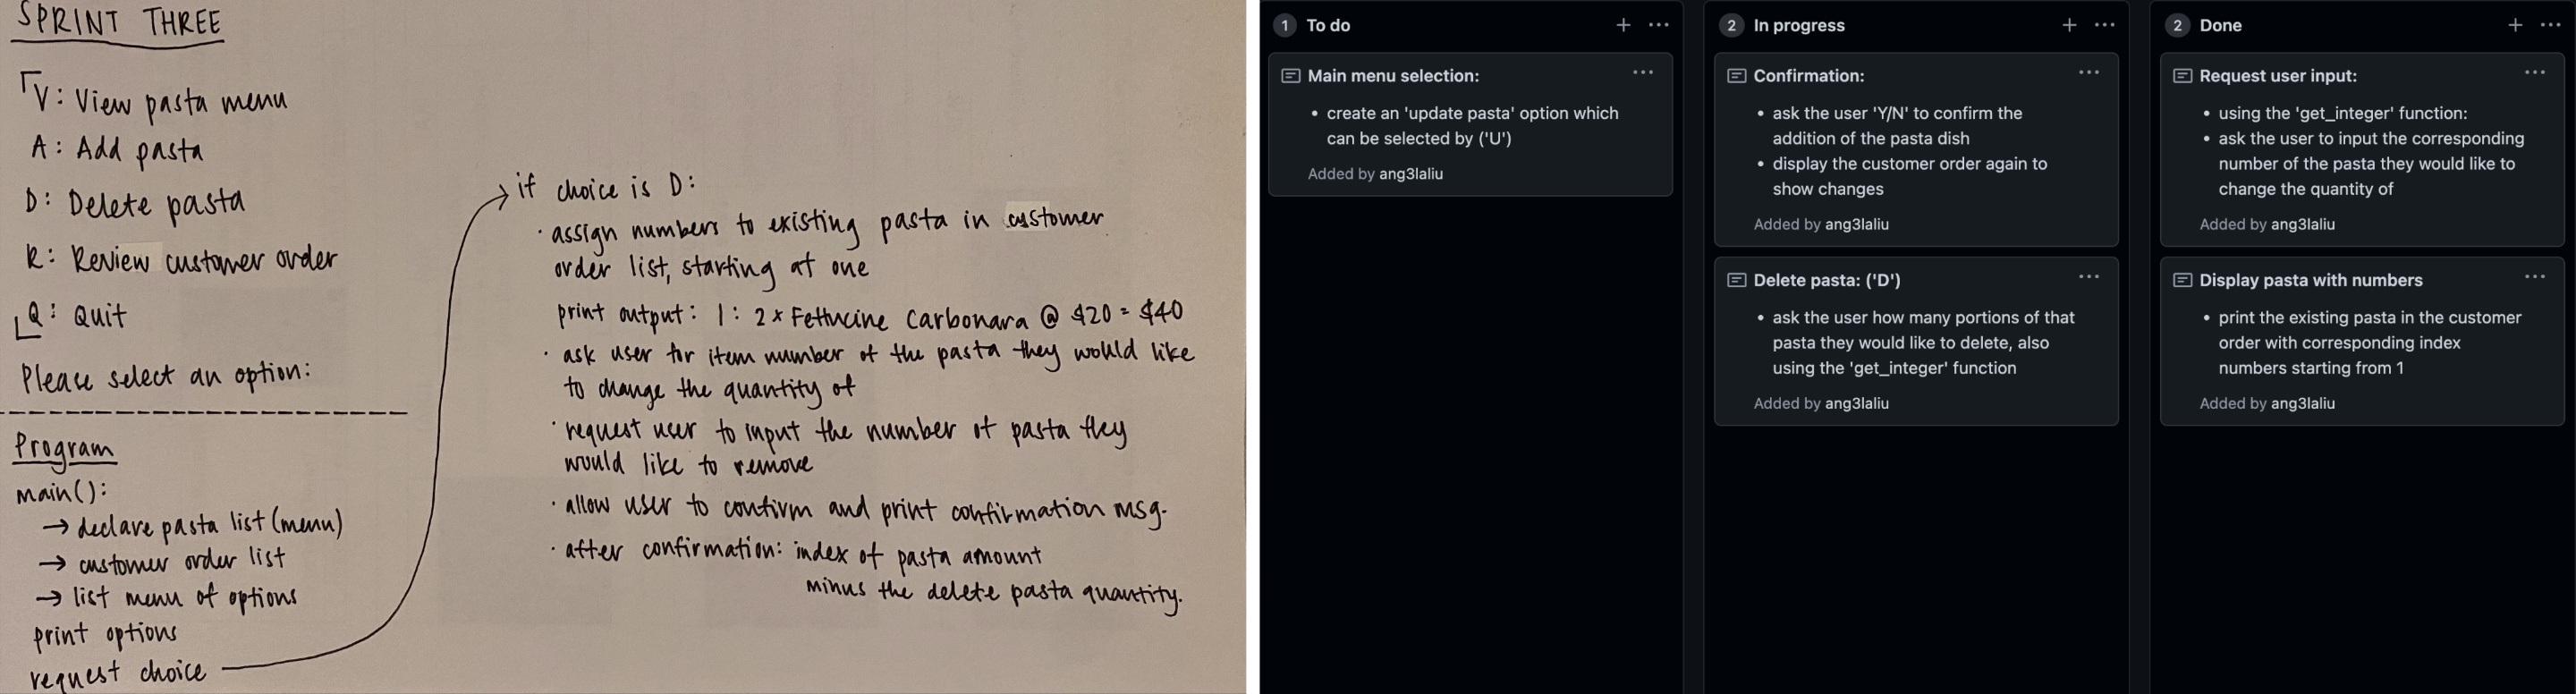 SPRINT THREE
V: View pasta menu
A: Add pasta
D: Delete pasta
R: Review customer order
Q: Quit
Please select an option:
Program
main():
→ declare pasta list (menu)
→ customer order list
→ list menu of options
print options
request choice
if choice is D:
· assign numbers to existing pasta in customer
order list, starting at one
print output: 1: 2 x Fettucine Carbonara @ $20 = $40
· ask user for item number of the pasta they would like
to change the quantity of
· request user to input the number of pasta they
would like to remove
· allow user to confirm and print confirmation msg.
· after confirmation: index of pasta amount
minus the delete pasta quantity.
1 To do + ...
Main menu selection: ...
• create an 'update pasta' option which
can be selected by ('U')
Added by ang3laliu
2 In progress + ...
Confirmation: ...
• ask the user 'Y/N' to confirm the
addition of the pasta dish
• display the customer order again to
show changes
Added by ang3laliu
Delete pasta: ('D') ...
• ask the user how many portions of that
pasta they would like to delete, also
using the 'get_integer' function
Added by ang3laliu
2 Done + ...
Request user input: ...
• using the 'get_integer' function:
• ask the user to input the corresponding
number of the pasta they would like to
change the quantity of
Added by ang3laliu
Display pasta with numbers ...
• print the existing pasta in the customer
order with corresponding index
numbers starting from 1
Added by ang3laliu